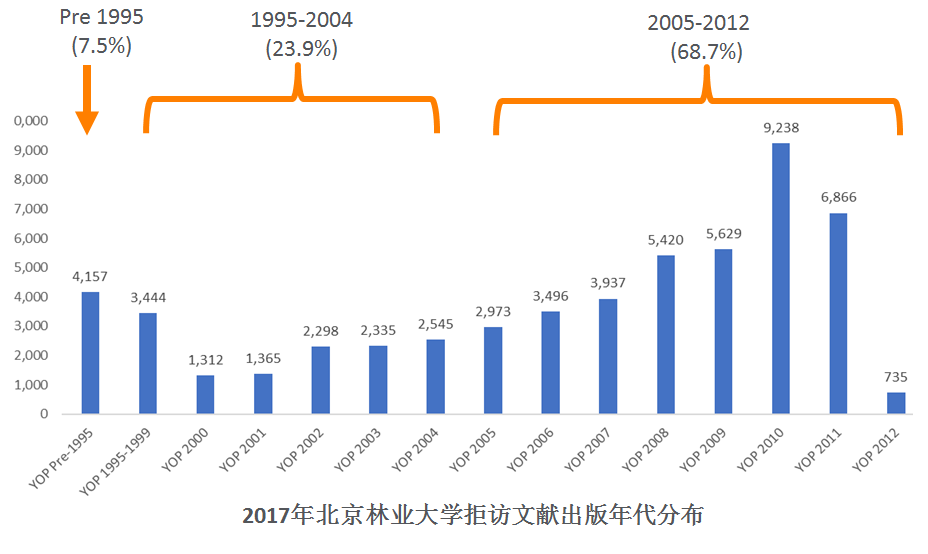 Pre 1995
(7.5%)
1995-2004
(23.9%)
2005-2012
(68.7%)
0,000
9,000
8,000
7,000
6,000
5,000
4,000
3,000
2,000
1,000
0
4,157
3,444
1,312
1,365
2,298
2,335
2,545
2,973
3,496
3,937
5,420
5,629
9,238
6,866
735
YOP Pre-1995
YOP 1995-1999
YOP 2000
YOP 2001
YOP 2002
YOP 2003
YOP 2004
YOP 2005
YOP 2006
YOP 2007
YOP 2008
YOP 2009
YOP 2010
YOP 2011
YOP 2012
2017年北京林业大学拒访文献出版年代分布